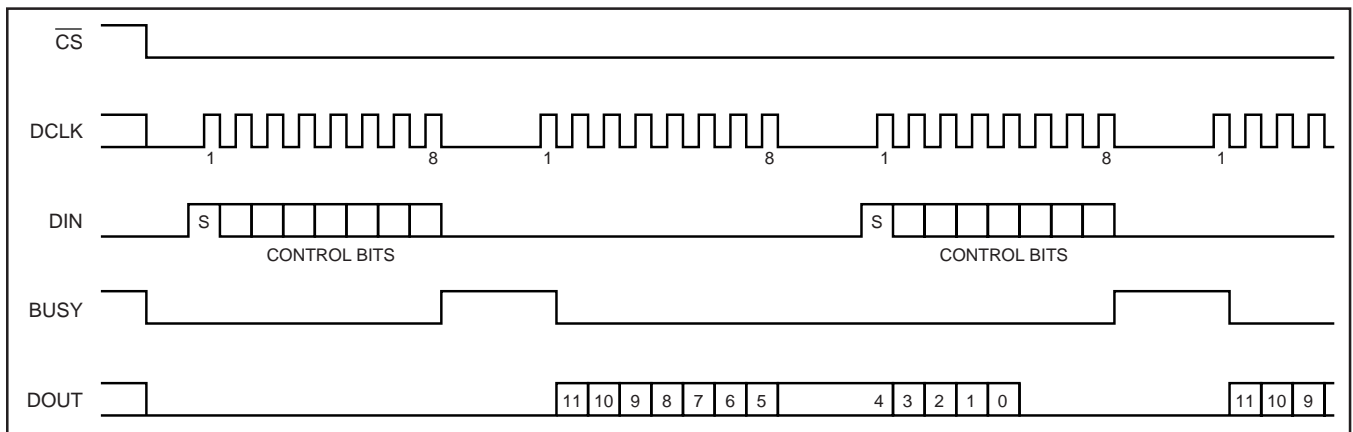 CS
DCLK
1 8 1 8 1 8 1
DIN
S S
CONTROL BITS CONTROL BITS
BUSY
DOUT
11 10 9 8 7 6 5 4 3 2 1 0 11 10 9